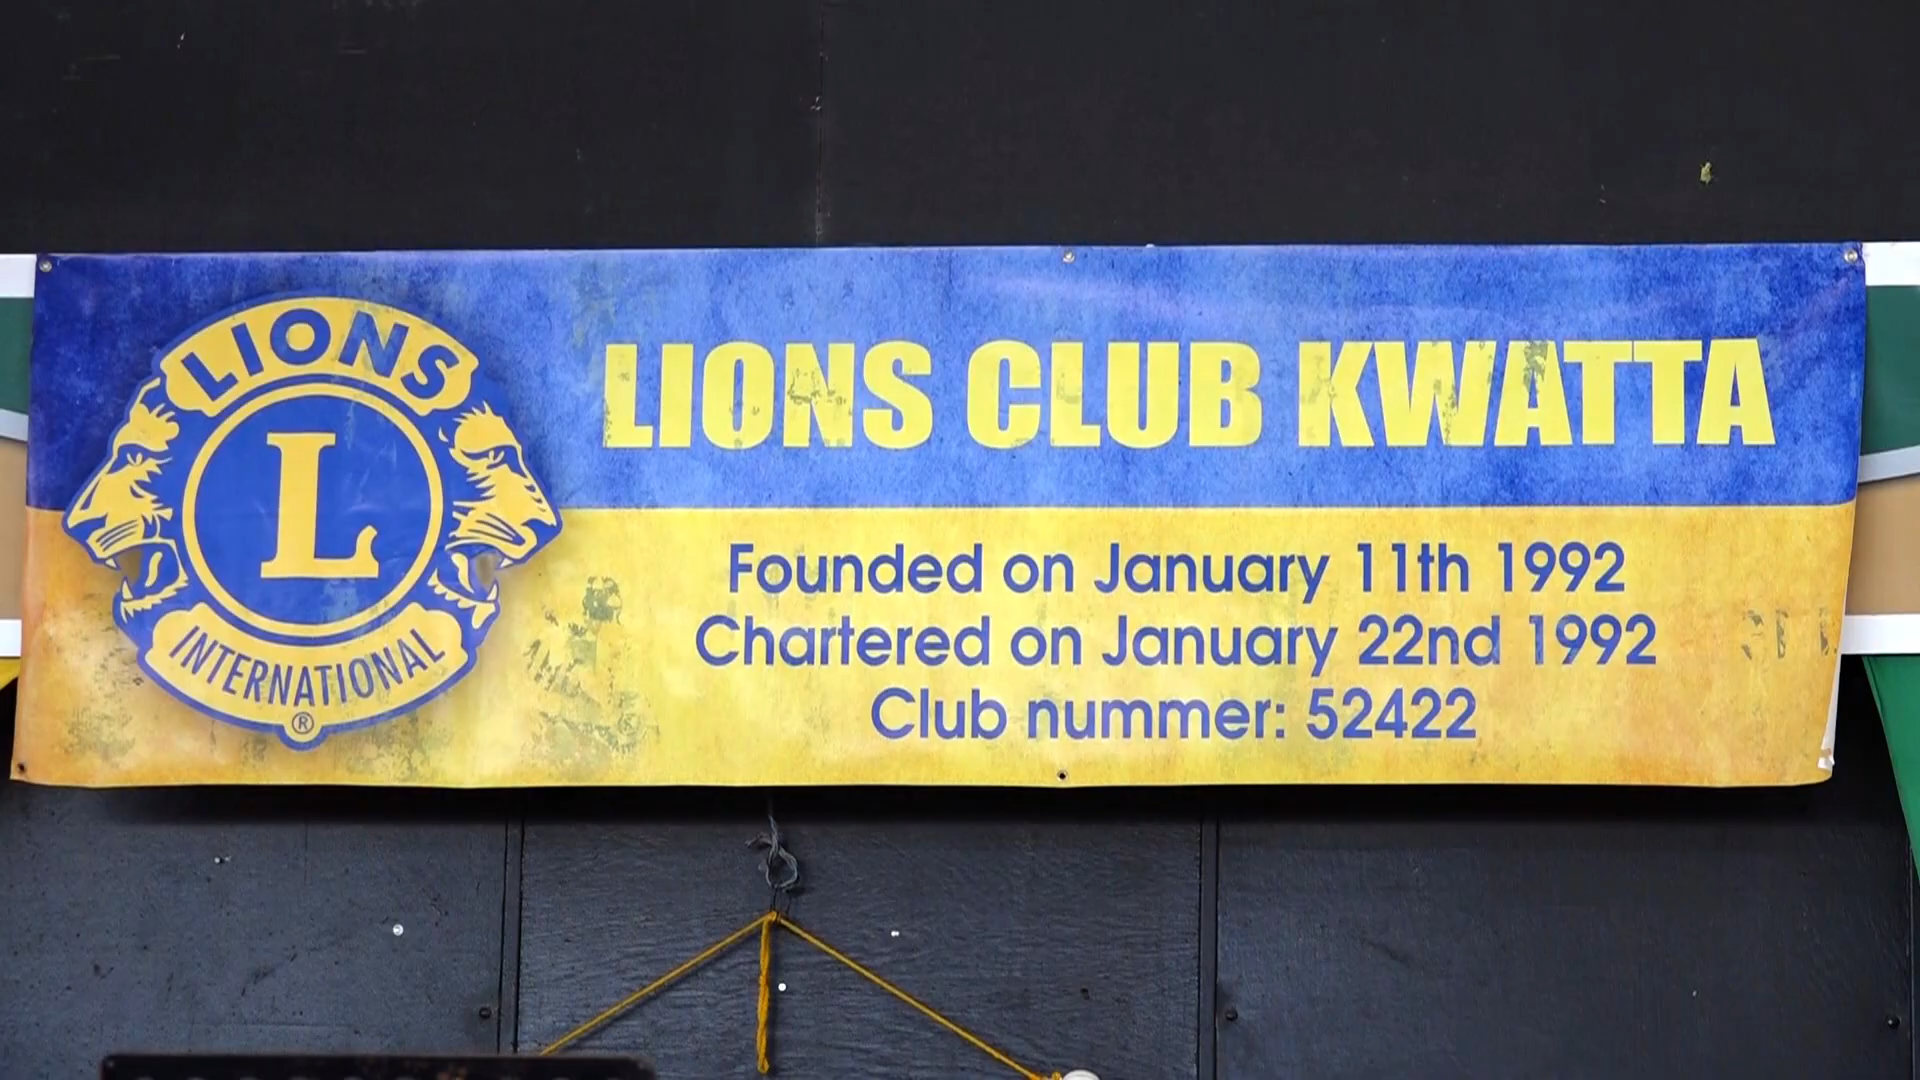 LIONS
L
INTERNATIONAL
®
LIONS CLUB KWATTA
Founded on January 11th 1992
Chartered on January 22nd 1992
Club nummer: 52422